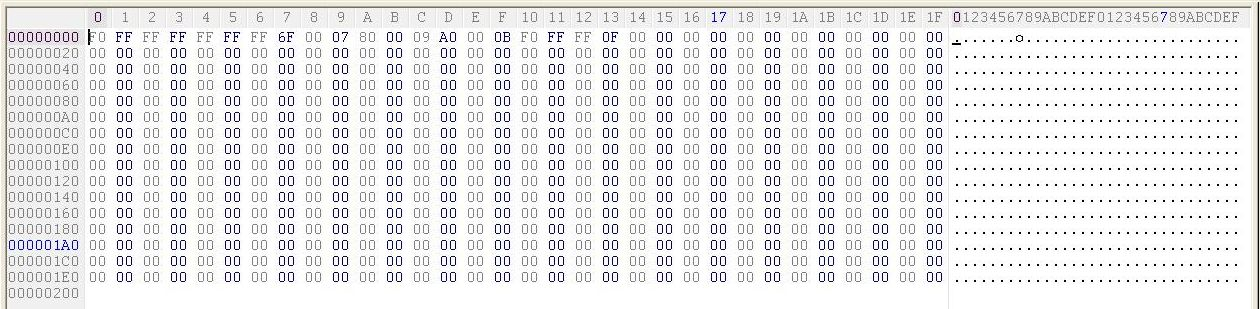 0 1 2 3 4 5 6 7 8 9 A B C D E F 10 11 12 13 14 15 16 17 18 19 1A 1B 1C 1D 1E 1F 0123456789ABCDEF0123456789ABCDEF
00000000 F0 FF FF FF FF FF FF 6F 00 07 80 00 09 A0 00 0B F0 FF FF 0F 00 00 00 00 00 00 00 00 00 00 00 00 .......o........................
00000020 00 00 00 00 00 00 00 00 00 00 00 00 00 00 00 00 00 00 00 00 00 00 00 00 00 00 00 00 00 00 00 00 ................................
00000040 00 00 00 00 00 00 00 00 00 00 00 00 00 00 00 00 00 00 00 00 00 00 00 00 00 00 00 00 00 00 00 00 ................................
00000060 00 00 00 00 00 00 00 00 00 00 00 00 00 00 00 00 00 00 00 00 00 00 00 00 00 00 00 00 00 00 00 00 ................................
00000080 00 00 00 00 00 00 00 00 00 00 00 00 00 00 00 00 00 00 00 00 00 00 00 00 00 00 00 00 00 00 00 00 ................................
000000A0 00 00 00 00 00 00 00 00 00 00 00 00 00 00 00 00 00 00 00 00 00 00 00 00 00 00 00 00 00 00 00 00 ................................
000000C0 00 00 00 00 00 00 00 00 00 00 00 00 00 00 00 00 00 00 00 00 00 00 00 00 00 00 00 00 00 00 00 00 ................................
000000E0 00 00 00 00 00 00 00 00 00 00 00 00 00 00 00 00 00 00 00 00 00 00 00 00 00 00 00 00 00 00 00 00 ................................
00000100 00 00 00 00 00 00 00 00 00 00 00 00 00 00 00 00 00 00 00 00 00 00 00 00 00 00 00 00 00 00 00 00 ................................
00000120 00 00 00 00 00 00 00 00 00 00 00 00 00 00 00 00 00 00 00 00 00 00 00 00 00 00 00 00 00 00 00 00 ................................
00000140 00 00 00 00 00 00 00 00 00 00 00 00 00 00 00 00 00 00 00 00 00 00 00 00 00 00 00 00 00 00 00 00 ................................
00000160 00 00 00 00 00 00 00 00 00 00 00 00 00 00 00 00 00 00 00 00 00 00 00 00 00 00 00 00 00 00 00 00 ................................
00000180 00 00 00 00 00 00 00 00 00 00 00 00 00 00 00 00 00 00 00 00 00 00 00 00 00 00 00 00 00 00 00 00 ................................
000001A0 00 00 00 00 00 00 00 00 00 00 00 00 00 00 00 00 00 00 00 00 00 00 00 00 00 00 00 00 00 00 00 00 ................................
000001C0 00 00 00 00 00 00 00 00 00 00 00 00 00 00 00 00 00 00 00 00 00 00 00 00 00 00 00 00 00 00 00 00 ................................
000001E0 00 00 00 00 00 00 00 00 00 00 00 00 00 00 00 00 00 00 00 00 00 00 00 00 00 00 00 00 00 00 00 00 ................................
00000200